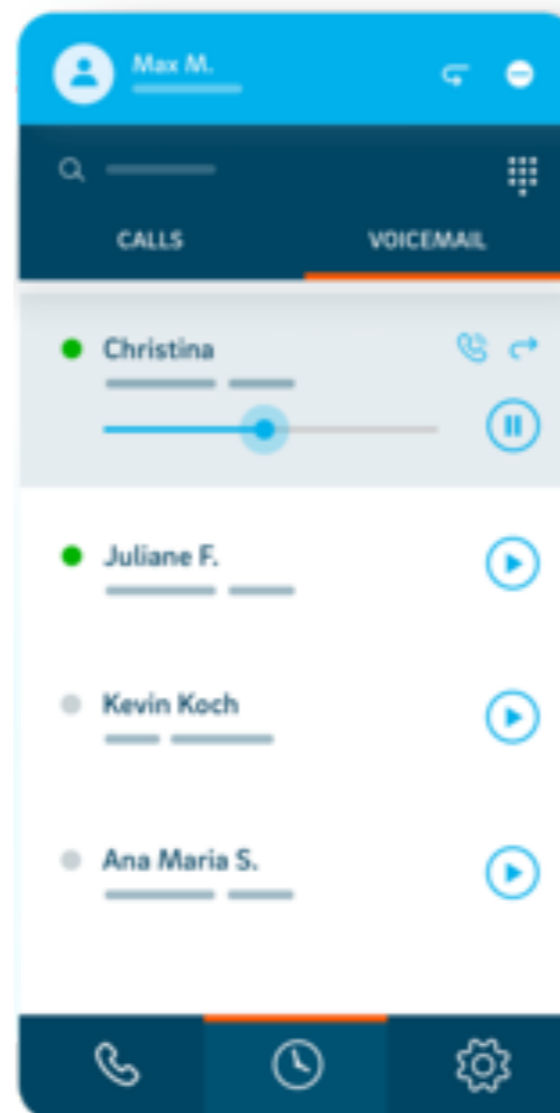 Max M.
CALLS
VOICEMAIL
Christina
Juliane F.
Kevin Koch
Ana Maria S.